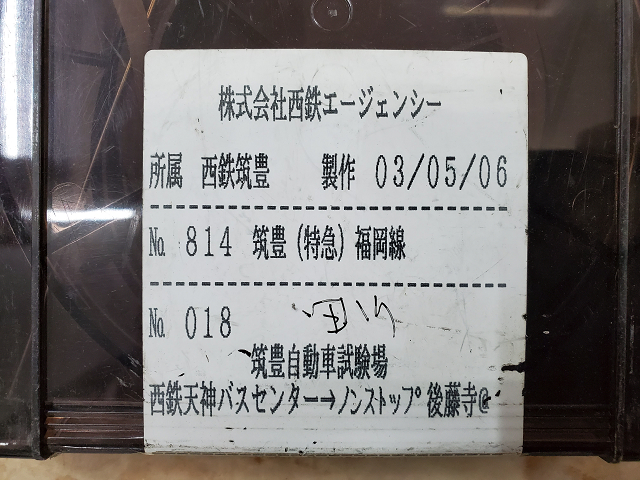 株式会社西鉄エージェンシー
所属 西鉄筑豊 製作 03/05/06
№ 814 筑豊(特急)福岡線
№ 018
筑豊自動車試験場
西鉄天神バスセンター→ノンストップ後藤寺@